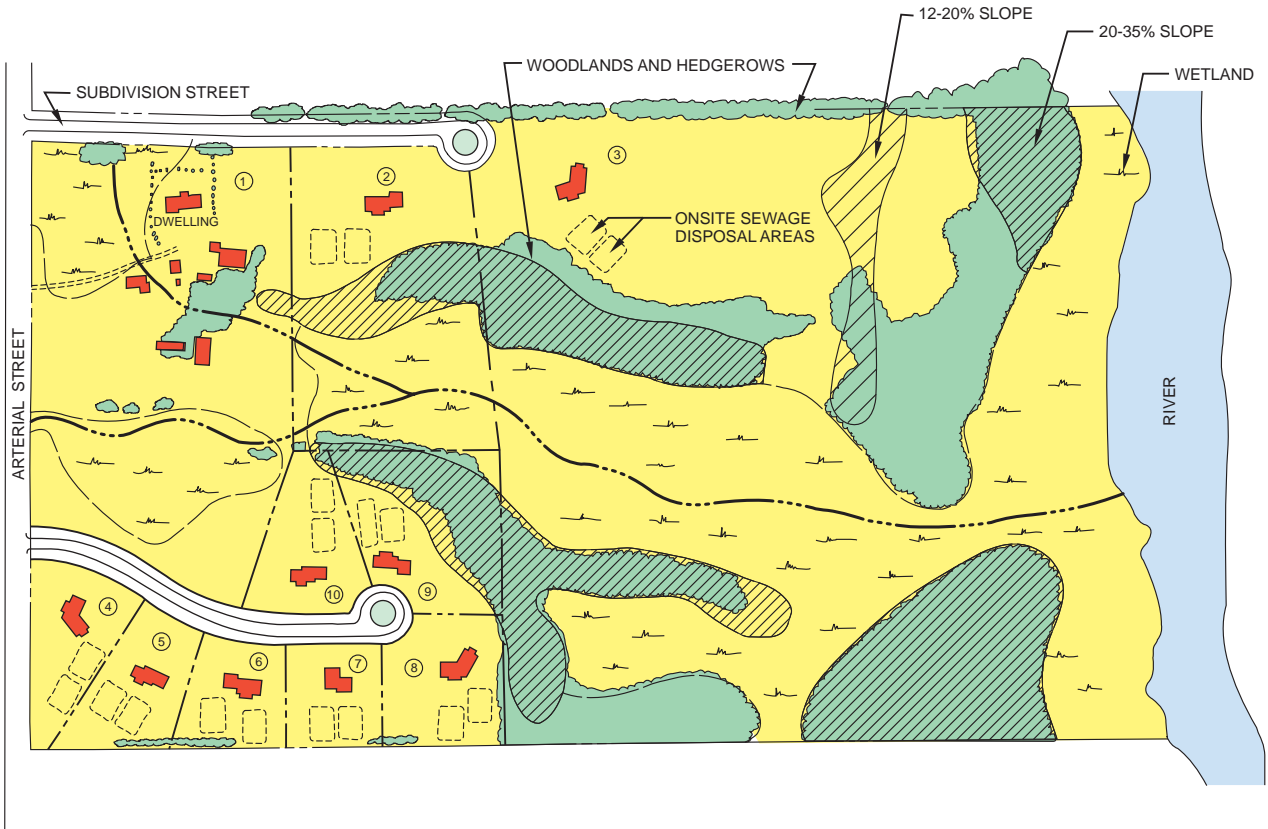 12-20% SLOPE
20-35% SLOPE
WOODLANDS AND HEDGEROWS
WETLAND
SUBDIVISION STREET
1
2
3
DWELLING
ONSITE SEWAGE
DISPOSAL AREAS
ARTERIAL STREET
RIVER
10
9
4
5
6
7
8